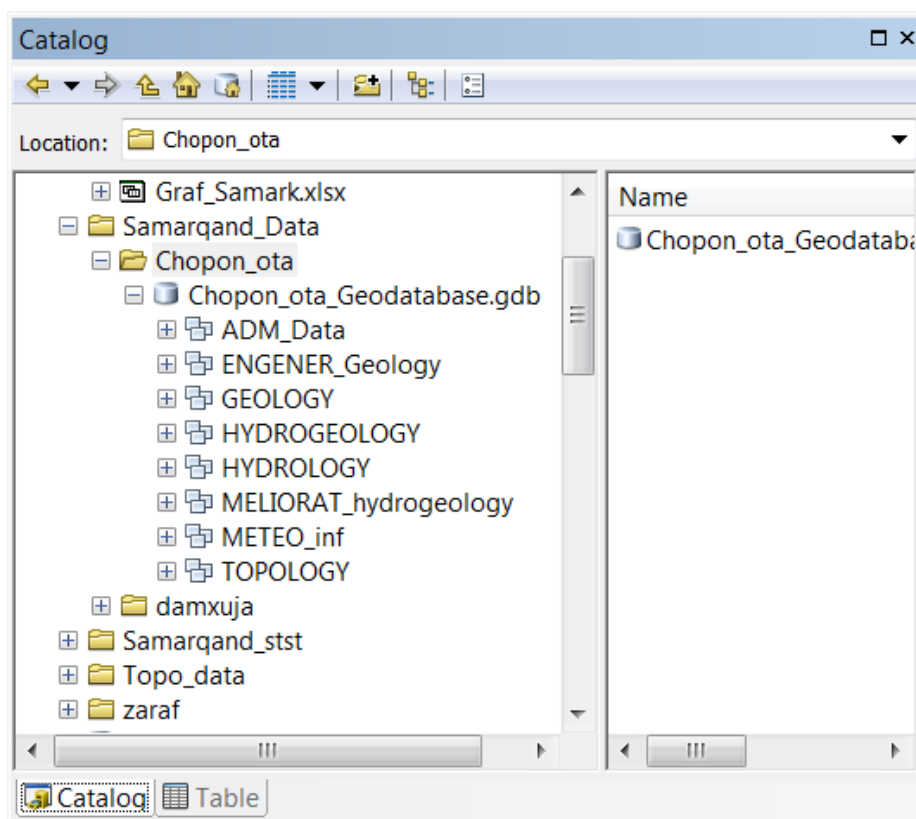 Catalog
Location: Chopon_ota
Graf_Samark.xlsx
Samarqand_Data
Chopon_ota
Chopon_ota_Geodatabase.gdb
ADM_Data
ENGENER_Geology
GEOLOGY
HYDROGEOLOGY
HYDROLOGY
MELIORAT_hydrogeology
METEO_inf
TOPOLOGY
damxuja
Samarqand_stst
Topo_data
zaraf
Name
Chopon_ota_Geodataba
Catalog Table